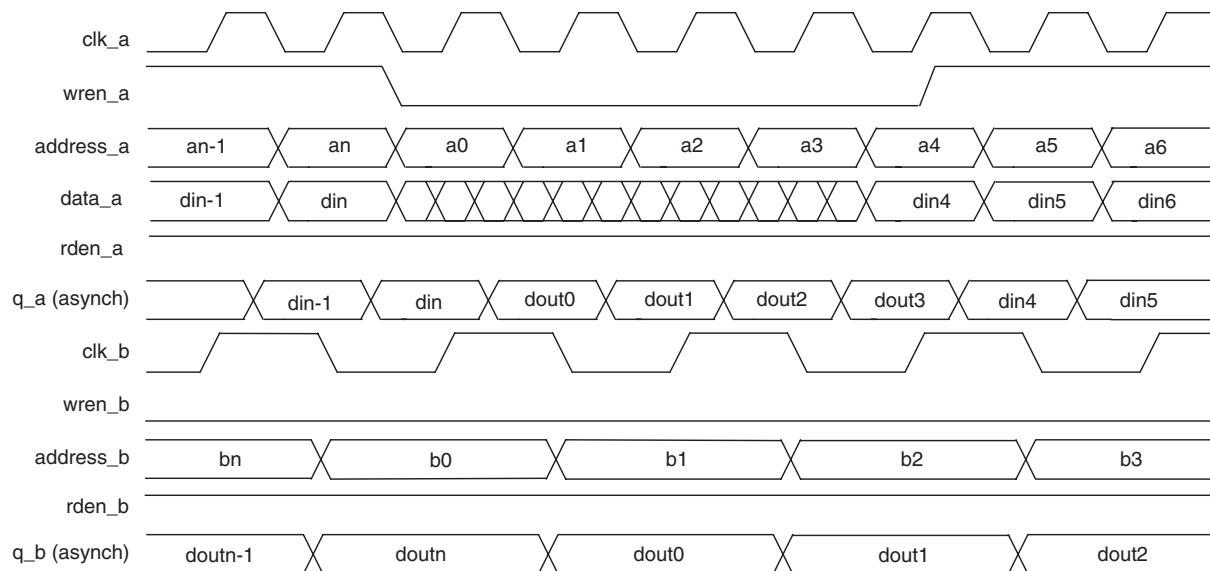 clk_a
wren_a
address_a an-1 an a0 a1 a2 a3 a4 a5 a6
data_a din-1 din din4 din5 din6
rden_a
q_a (asynch) din-1 din dout0 dout1 dout2 dout3 din4 din5
clk_b
wren_b
address_b bn b0 b1 b2 b3
rden_b
q_b (asynch) doutn-1 doutn dout0 dout1 dout2